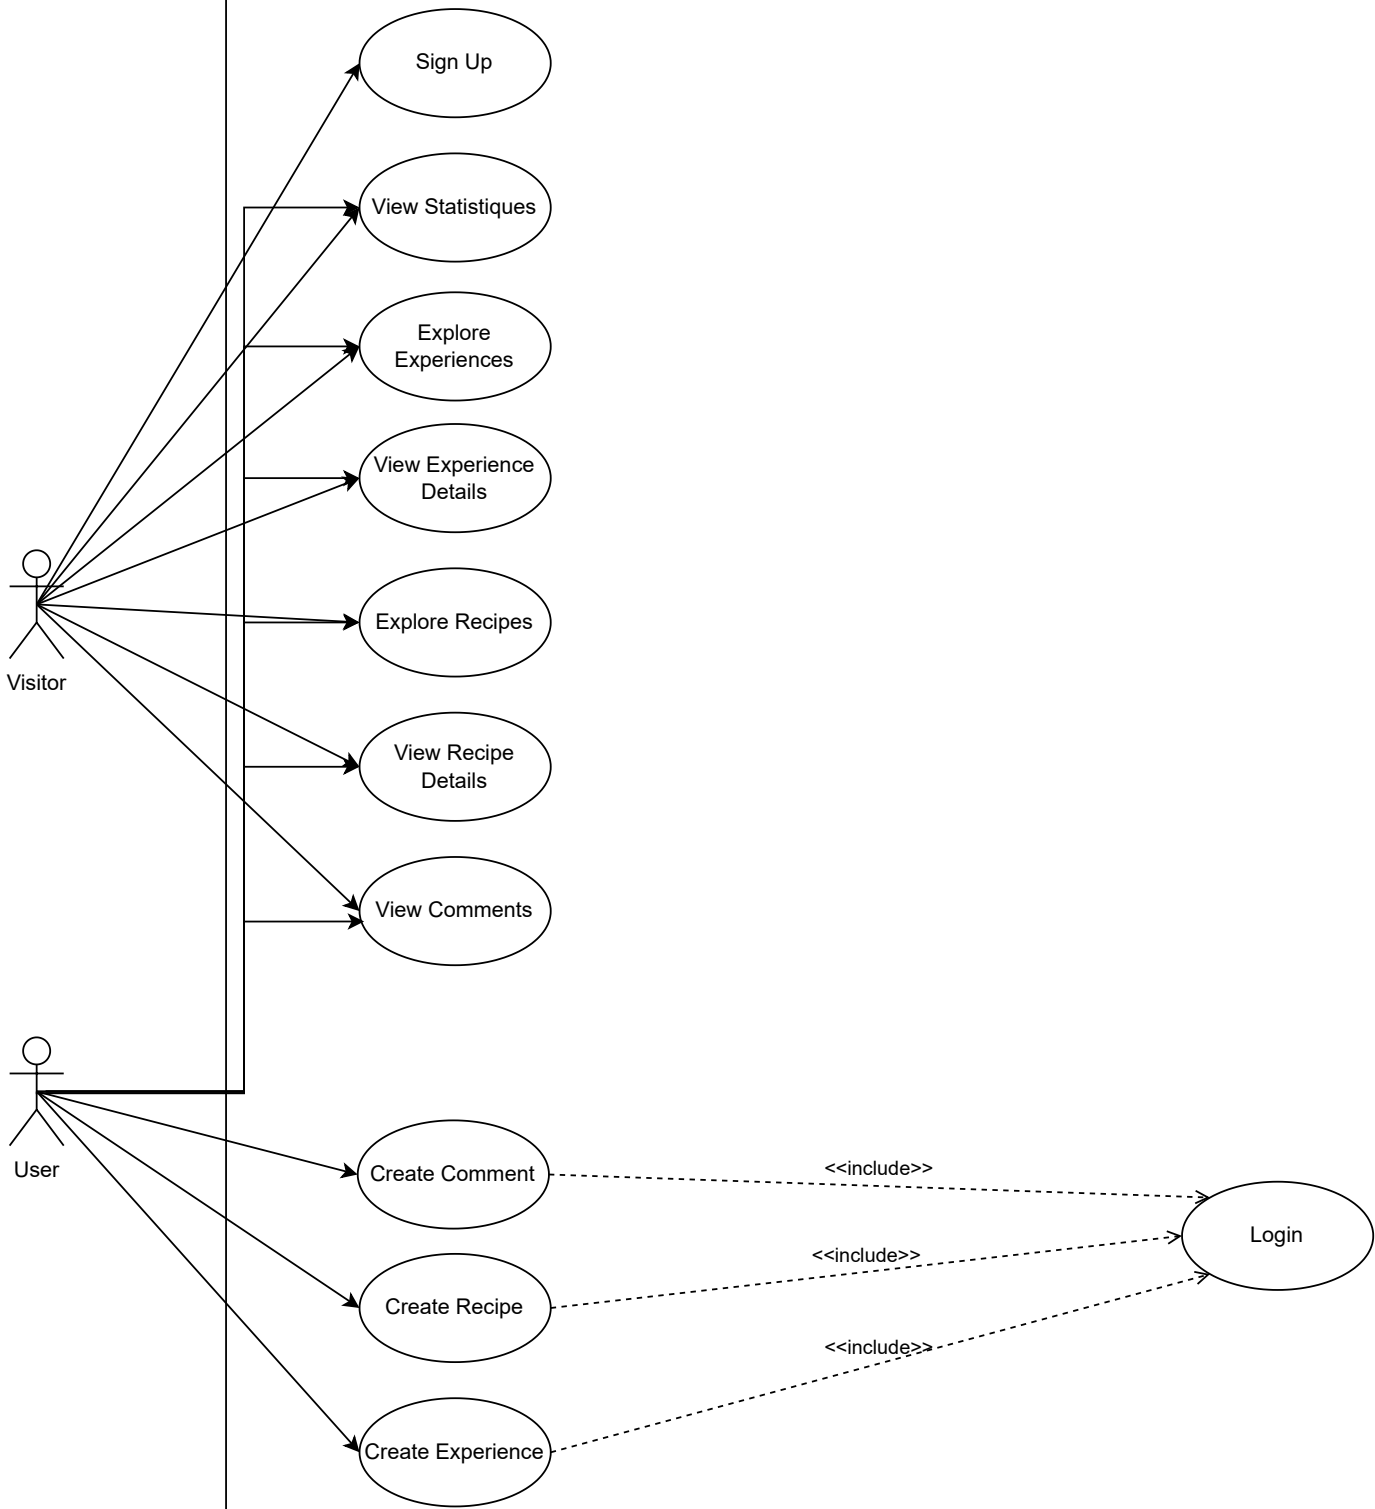 Sign Up
View Statistiques
Explore
Experiences
View Experience
Details
Explore Recipes
Visitor
View Recipe
Details
View Comments
User
Create Comment
<<include>>
Login
<<include>>
Create Recipe
<<include>>
Create Experience